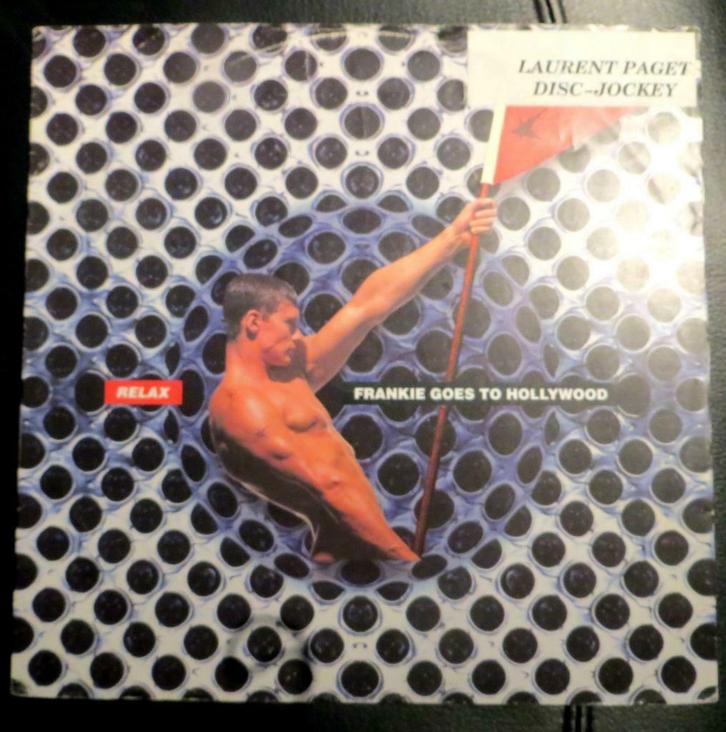 LAURENT PAGET
DISC-JOCKEY
RELAX
FRANKIE GOES TO HOLLYWOOD